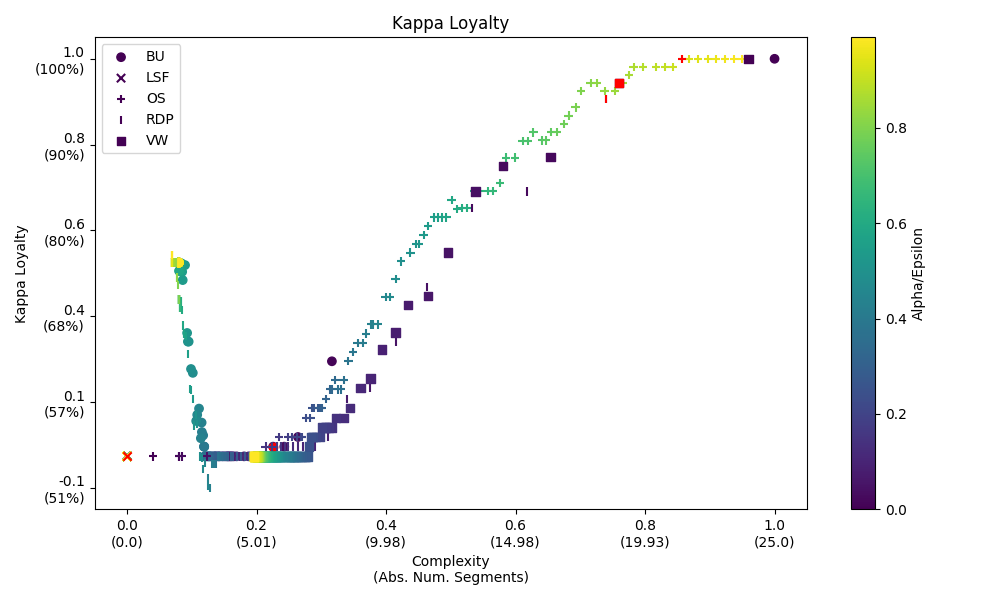 Kappa Loyalty
BU
LSF
OS
RDP
VW
1.0
(100%)
0.8
(90%)
0.6
(80%)
0.4
(68%)
0.1
(57%)
-0.1
(51%)
Kappa Loyalty
0.0
(0.0)
0.2
(5.01)
0.4
(9.98)
0.6
(14.98)
0.8
(19.93)
1.0
(25.0)
Complexity
(Abs. Num. Segments)
0.8
0.6
0.4
0.2
0.0
Alpha/Epsilon